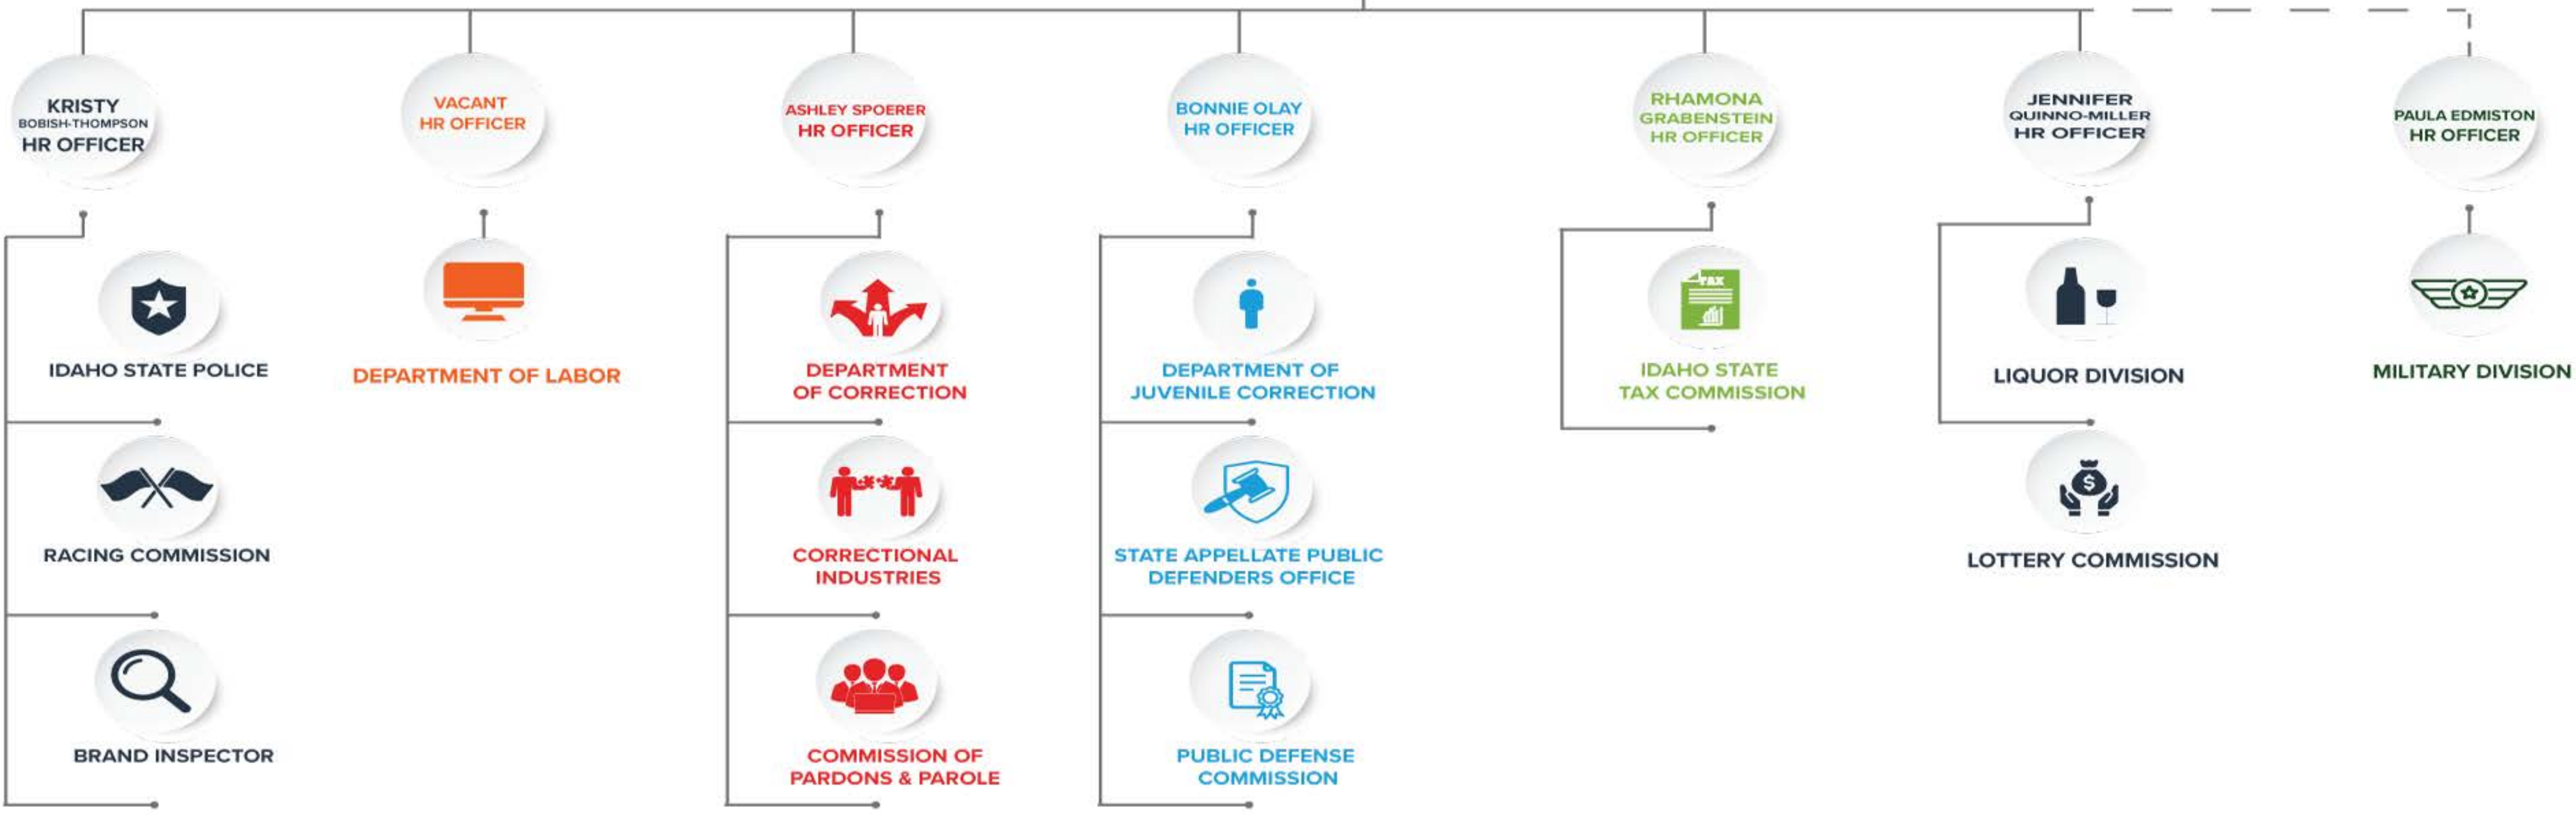 KRISTY
BOBISH-THOMPSON
HR OFFICER
VACANT
HR OFFICER
ASHLEY SPOERER
HR OFFICER
BONNIE OLAY
HR OFFICER
RHAMONA
GRABENSTEIN
HR OFFICER
JENNIFER
QUINNO-MILLER
HR OFFICER
PAULA EDMISTON
HR OFFICER
IDAHO STATE POLICE
RACING COMMISSION
BRAND INSPECTOR
DEPARTMENT OF LABOR
DEPARTMENT
OF CORRECTION
CORRECTIONAL
INDUSTRIES
COMMISSION OF
PARDONS & PAROLE
DEPARTMENT OF
JUVENILE CORRECTION
STATE APPELLATE PUBLIC
DEFENDERS OFFICE
PUBLIC DEFENSE
COMMISSION
TAX
IDAHO STATE
TAX COMMISSION
LIQUOR DIVISION
$
LOTTERY COMMISSION
MILITARY DIVISION